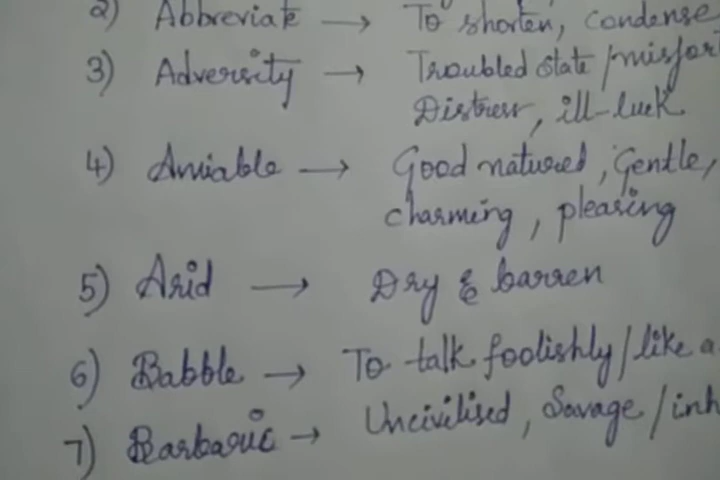 2) Abbreviate → To shorten, Condense
3) Adversity → Troubled state/misfor
Distress, ill-luck
4) Amiable → Good natured, Gentle,
charming, pleasing
5) Arid → Dry & barren
6) Babble → To talk foolishly/like a
7) Barbaric → Uncivilised, Savage/inh